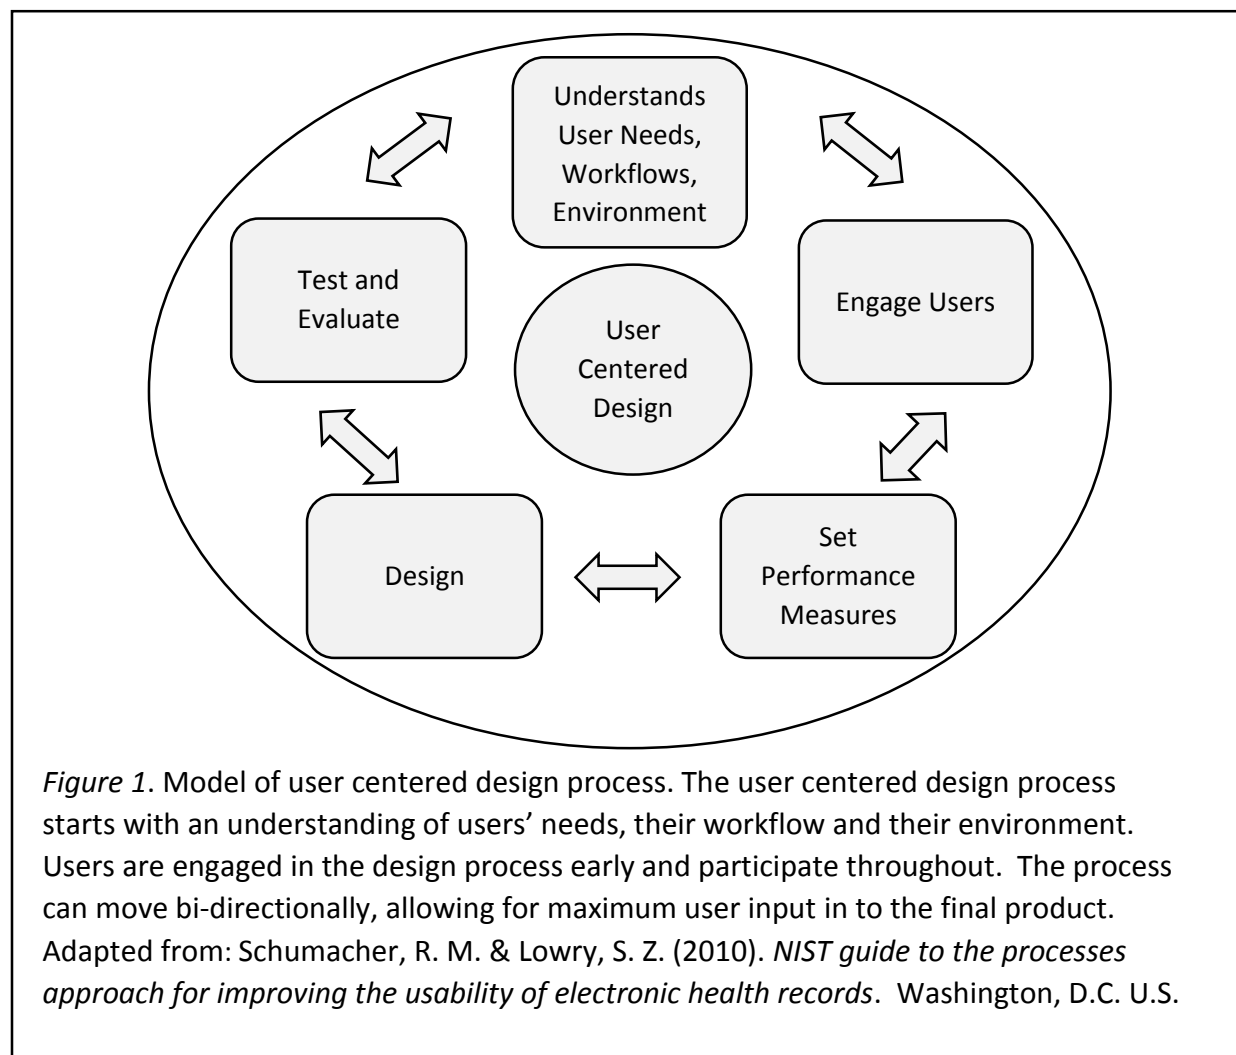 Understands
User Needs,
Workflows,
Environment
Test and
Evaluate
Engage Users
User
Centered
Design
Design
Set
Performance
Measures
Figure 1. Model of user centered design process. The user centered design process
starts with an understanding of users’ needs, their workflow and their environment.
Users are engaged in the design process early and participate throughout.  The process
can move bi-directionally, allowing for maximum user input in to the final product.
Adapted from: Schumacher, R. M. & Lowry, S. Z. (2010). NIST guide to the processes
approach for improving the usability of electronic health records.  Washington, D.C. U.S.